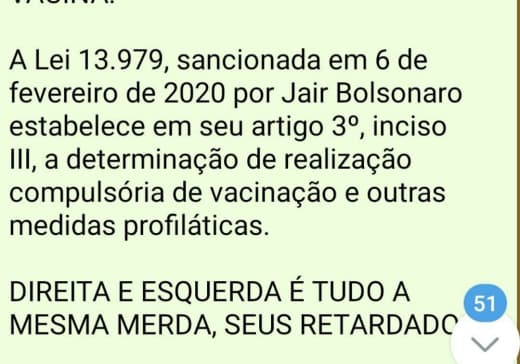 A Lei 13.979, sancionada em 6 de
fevereiro de 2020 por Jair Bolsonaro
estabelece em seu artigo 3º, inciso
III, a determinação de realização
compulsória de vacinação e outras
medidas profiláticas.
DIREITA E ESQUERDA É TUDO A
MESMA MERDA, SEUS
51